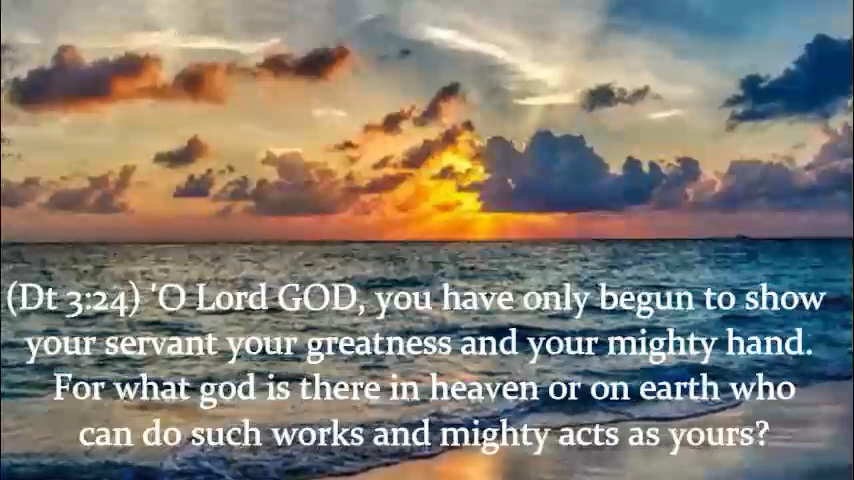 (Dt 3:24) 'O Lord GOD, you have only begun to show
your servant your greatness and your mighty hand.
For what god is there in heaven or on earth who
can do such works and mighty acts as yours?